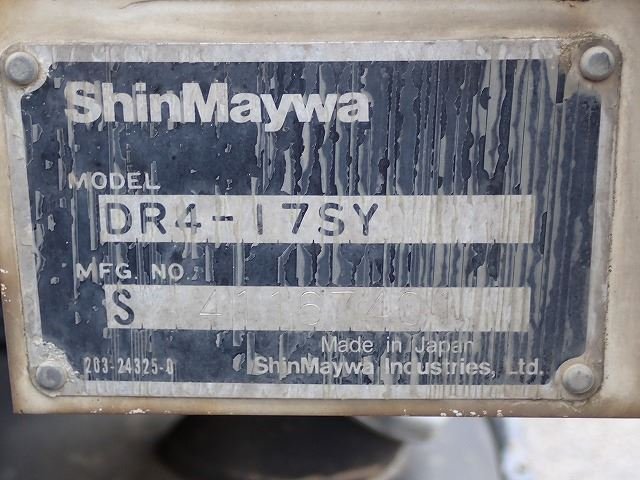 ShinMaywa
MODEL
DR4-17SY
MFG. NO.
S
Made in Japan
203-24325-0
ShinMaywa Industries, Ltd.